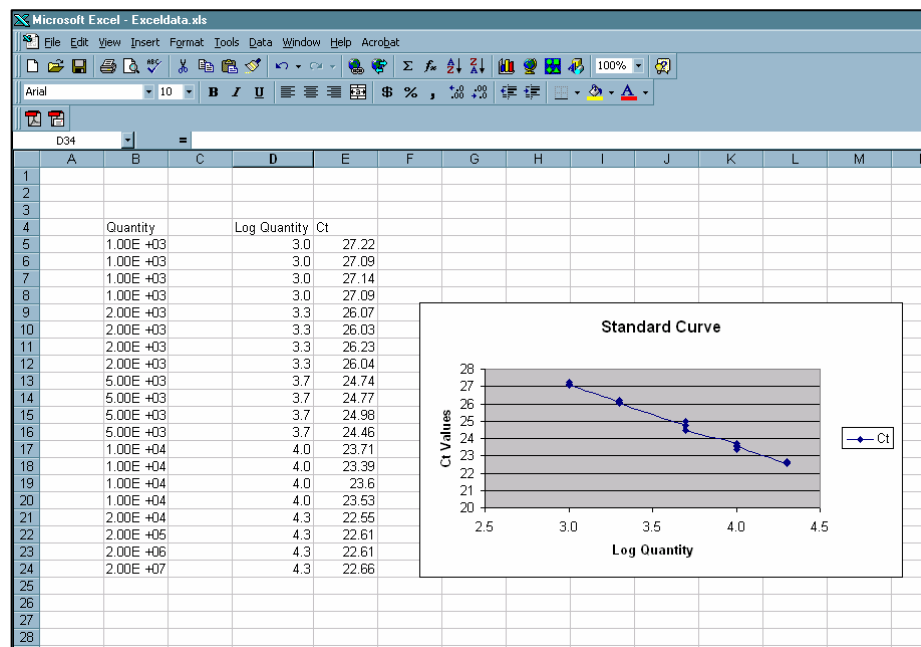 Microsoft Excel - Exceldata.xls
File Edit View Insert Format Tools Data Window Help Acrobat
100%
Arial 10 B I U $ % ,
D34 =
A B C D E F G H I J K L M
1
2
3
4 Quantity Log Quantity Ct
5 1.00E +03 3.0 27.22
6 1.00E +03 3.0 27.09
7 1.00E +03 3.0 27.14
8 1.00E +03 3.0 27.09
9 2.00E +03 3.3 26.07
10 2.00E +03 3.3 26.03
11 2.00E +03 3.3 26.23
12 2.00E +03 3.3 26.04
13 5.00E +03 3.7 24.74
14 5.00E +03 3.7 24.77
15 5.00E +03 3.7 24.98
16 5.00E +03 3.7 24.46
17 1.00E +04 4.0 23.71
18 1.00E +04 4.0 23.39
19 1.00E +04 4.0 23.6
20 1.00E +04 4.0 23.53
21 2.00E +04 4.3 22.55
22 2.00E +05 4.3 22.61
23 2.00E +06 4.3 22.61
24 2.00E +07 4.3 22.66
25
26
27
28
Standard Curve
Ct Values
28
27
26
25
24
23
22
21
20
2.5 3.0 3.5 4.0 4.5
Log Quantity
Ct